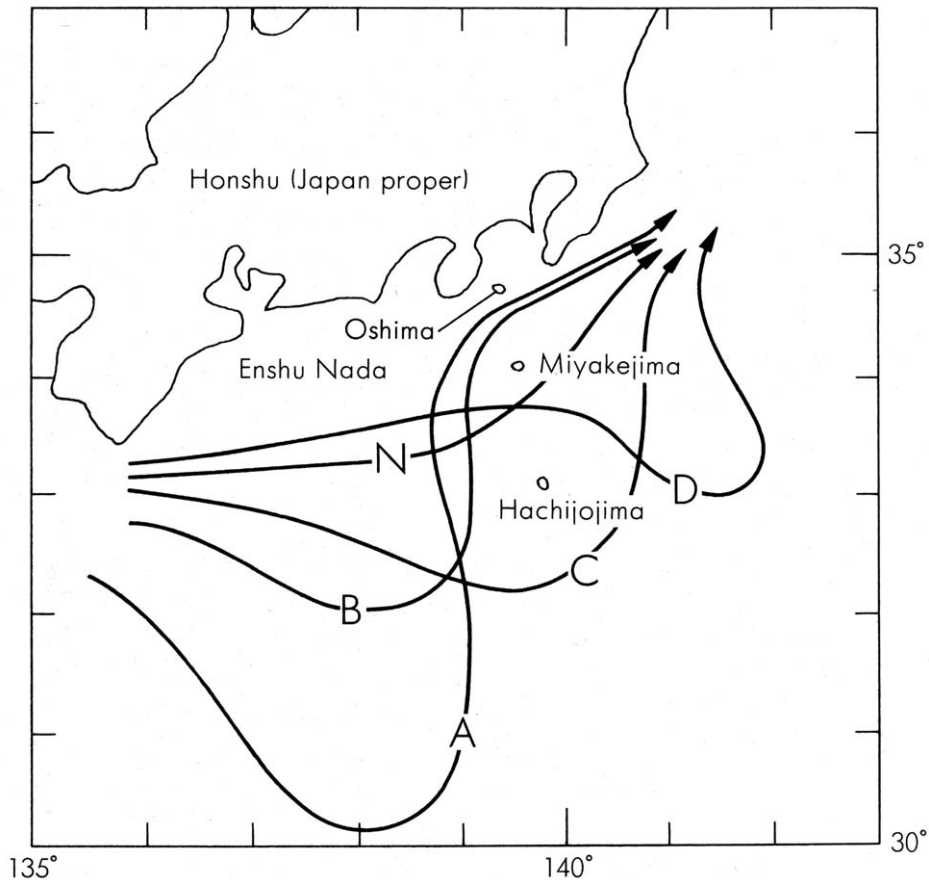 Honshu (Japan proper)
35°
Oshima
Miyakejima
Enshu Nada
N
D
Hachijojima
C
B
A
30°
135°
140°